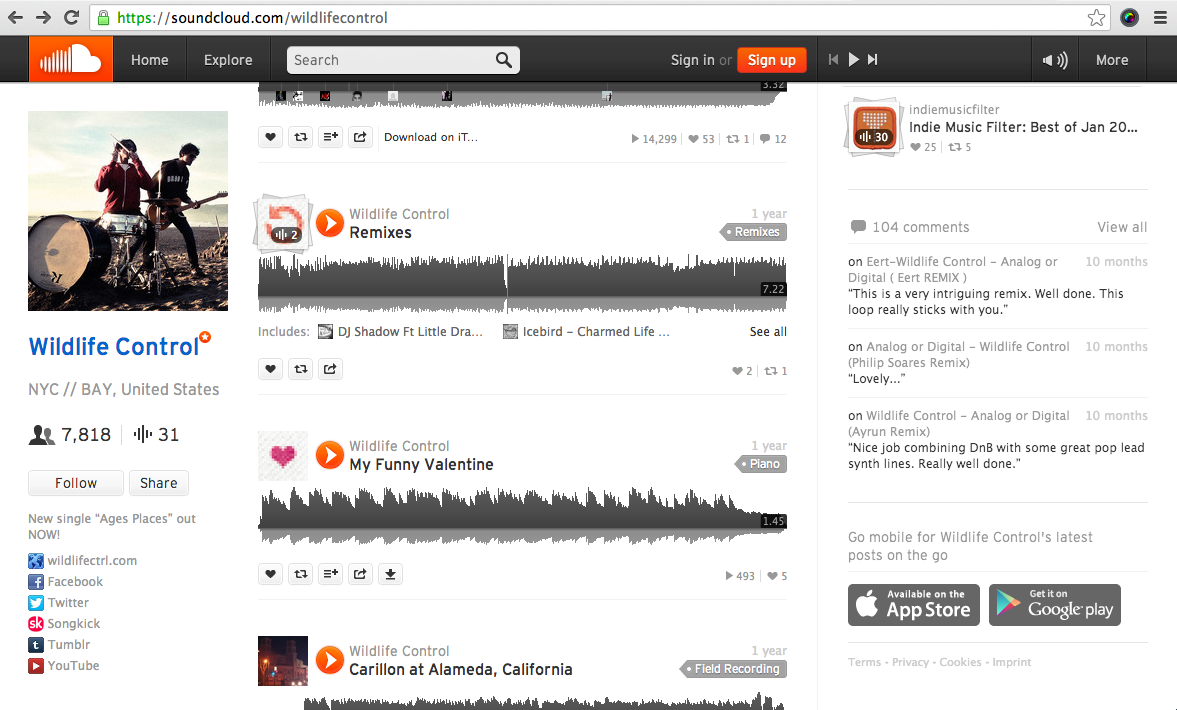 https://soundcloud.com/wildlifecontrol
Home
Explore
Search
Sign in or
Sign up
More
Wildlife Control
NYC // BAY, United States
7,818
31
Follow
Share
New single “Ages Places” out
NOW!
wildlifectrl.com
f Facebook
Twitter
sk Songkick
t Tumblr
YouTube
3.32
Download on iT...
14,299
53
1
12
Wildlife Control
1 year
Remixes
Remixes
2
7.22
Includes:
DJ Shadow Ft Little Dra...
Icebird – Charmed Life ...
See all
2
1
Wildlife Control
1 year
My Funny Valentine
Piano
1.45
493
5
Wildlife Control
1 year
Carillon at Alameda, California
Field Recording
indiemusicfilter
Indie Music Filter: Best of Jan 20...
30
25
5
104 comments
View all
on Eert-Wildlife Control - Analog or
10 months
Digital ( Eert REMIX )
“This is a very intriguing remix. Well done. This
loop really sticks with you.”
on Analog or Digital - Wildlife Control
10 months
(Philip Soares Remix)
“Lovely...”
on Wildlife Control - Analog or Digital
10 months
(Ayrun Remix)
“Nice job combining DnB with some great pop lead
synth lines. Really well done.”
Go mobile for Wildlife Control's latest
posts on the go
Available on the
App Store
Get it on
Google play
Terms - Privacy - Cookies - Imprint